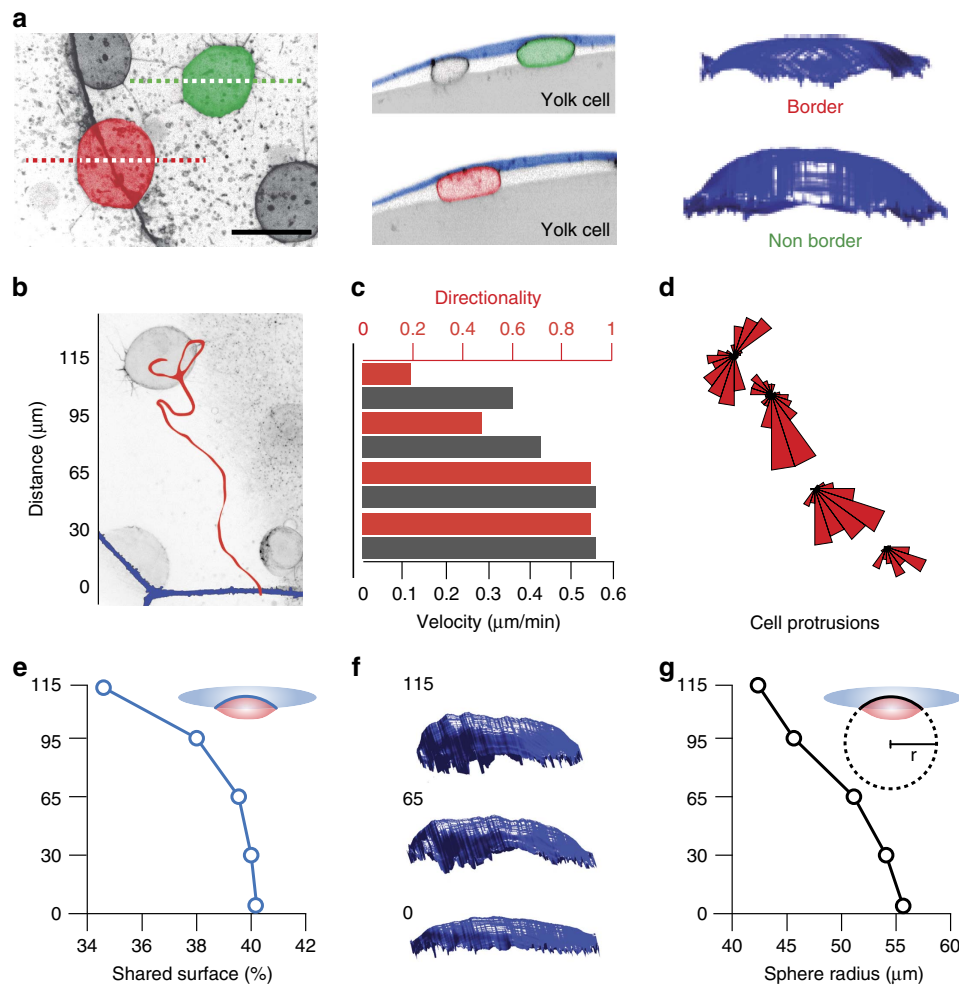 a
Yolk cell
Border
Yolk cell
Non border
b
Distance (μm)
115
95
65
30
0
c
Directionality
0 0.2 0.4 0.6 0.8 1
0 0.1 0.2 0.3 0.4 0.5 0.6
Velocity (μm/min)
d
Cell protrusions
e
115
95
65
30
0
34 36 38 40 42
Shared surface (%)
f
115
65
0
g
115
95
65
30
0
r
40 45 50 55 60
Sphere radius (μm)